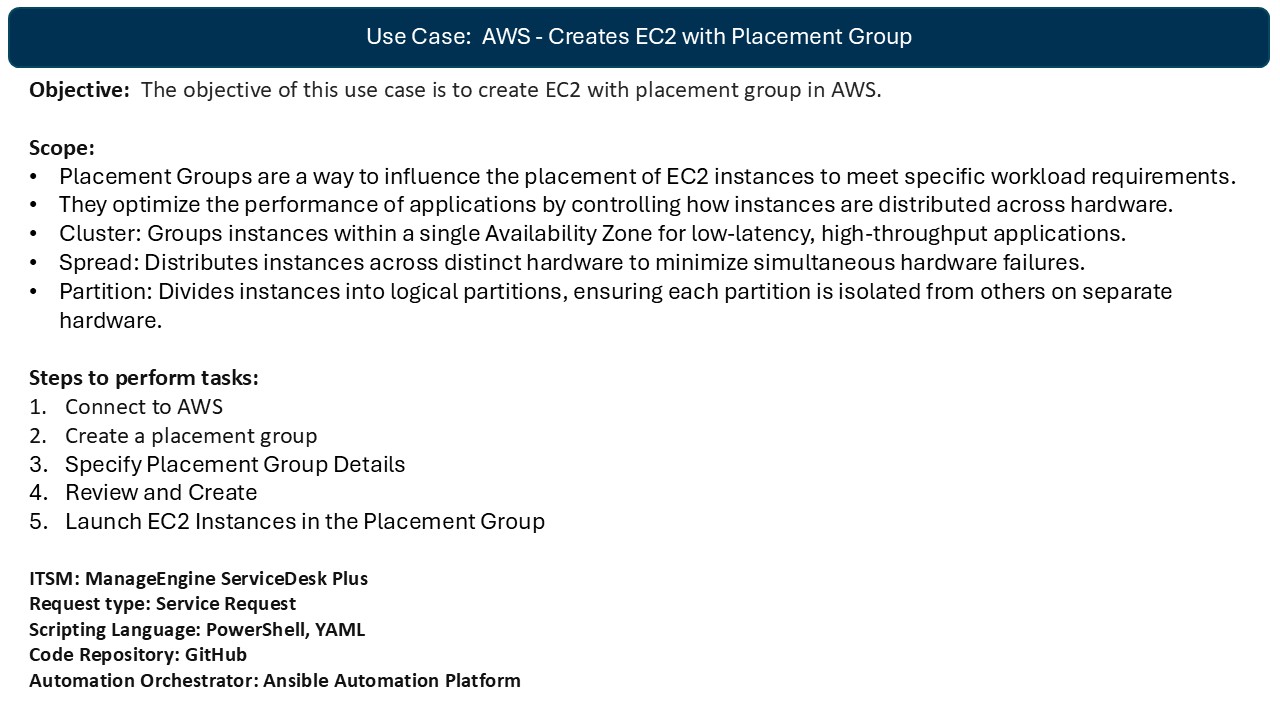 Use Case:  AWS - Creates EC2 with Placement Group
Objective:  The objective of this use case is to create EC2 with placement group in AWS.
Scope:
• Placement Groups are a way to influence the placement of EC2 instances to meet specific workload requirements.
• They optimize the performance of applications by controlling how instances are distributed across hardware.
• Cluster: Groups instances within a single Availability Zone for low-latency, high-throughput applications.
• Spread: Distributes instances across distinct hardware to minimize simultaneous hardware failures.
• Partition: Divides instances into logical partitions, ensuring each partition is isolated from others on separate
hardware.
Steps to perform tasks:
1. Connect to AWS
2. Create a placement group
3. Specify Placement Group Details
4. Review and Create
5. Launch EC2 Instances in the Placement Group
ITSM: ManageEngine ServiceDesk Plus
Request type: Service Request
Scripting Language: PowerShell, YAML
Code Repository: GitHub
Automation Orchestrator: Ansible Automation Platform